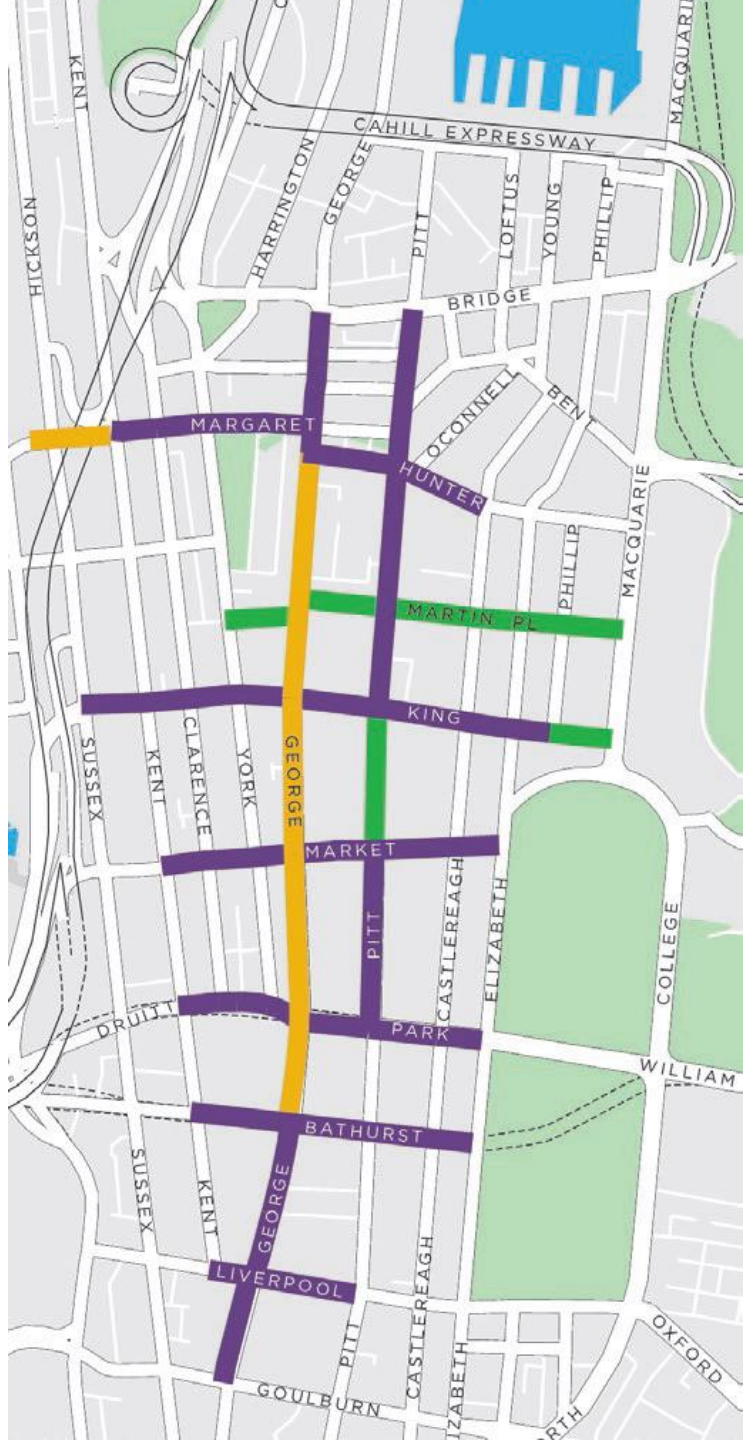 MACQUARIE
KENT
CAHILL EXPRESSWAY
HARRINGTON
GEORGE
PITT
LOFTUS
YOUNG
PHILLIP
HICKSON
BRIDGE
MARGARET
OCONNELL
BENT
HUNTER
MACQUARIE
PHILLIP
MARTIN PL
KING
SUSSEX
KENT
CLARENCE
YORK
GEORGE
MARKET
PITT
CASTLEREAGH
ELIZABETH
COLLEGE
DRUITT
PARK
WILLIAM
BATHURST
SUSSEX
KENT
GEORGE
LIVERPOOL
PITT
CASTLEREAGH
IZABETH
OXFORD
GOULBURN
ORTH